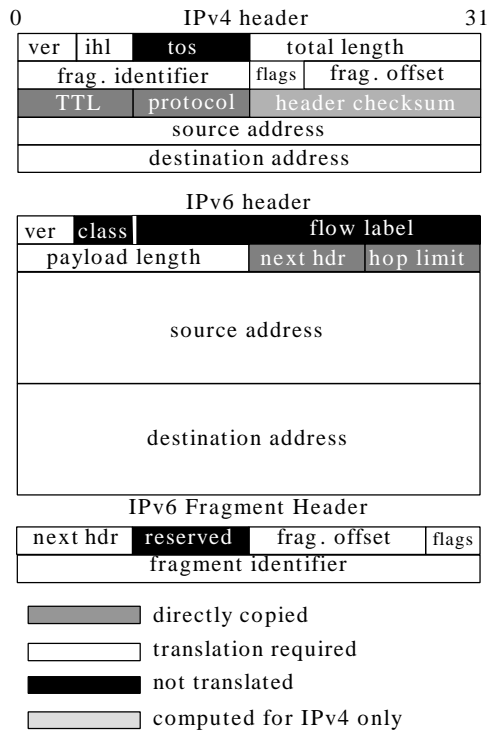 0 IPv4 header 31
ver ihl tos total length
frag. identifier flags frag. offset
TTL protocol header checksum
source address
destination address
IPv6 header
ver class flow label
payload length next hdr hop limit
source address
destination address
IPv6 Fragment Header
next hdr reserved frag. offset flags
fragment identifier
directly copied
translation required
not translated
computed for IPv4 only